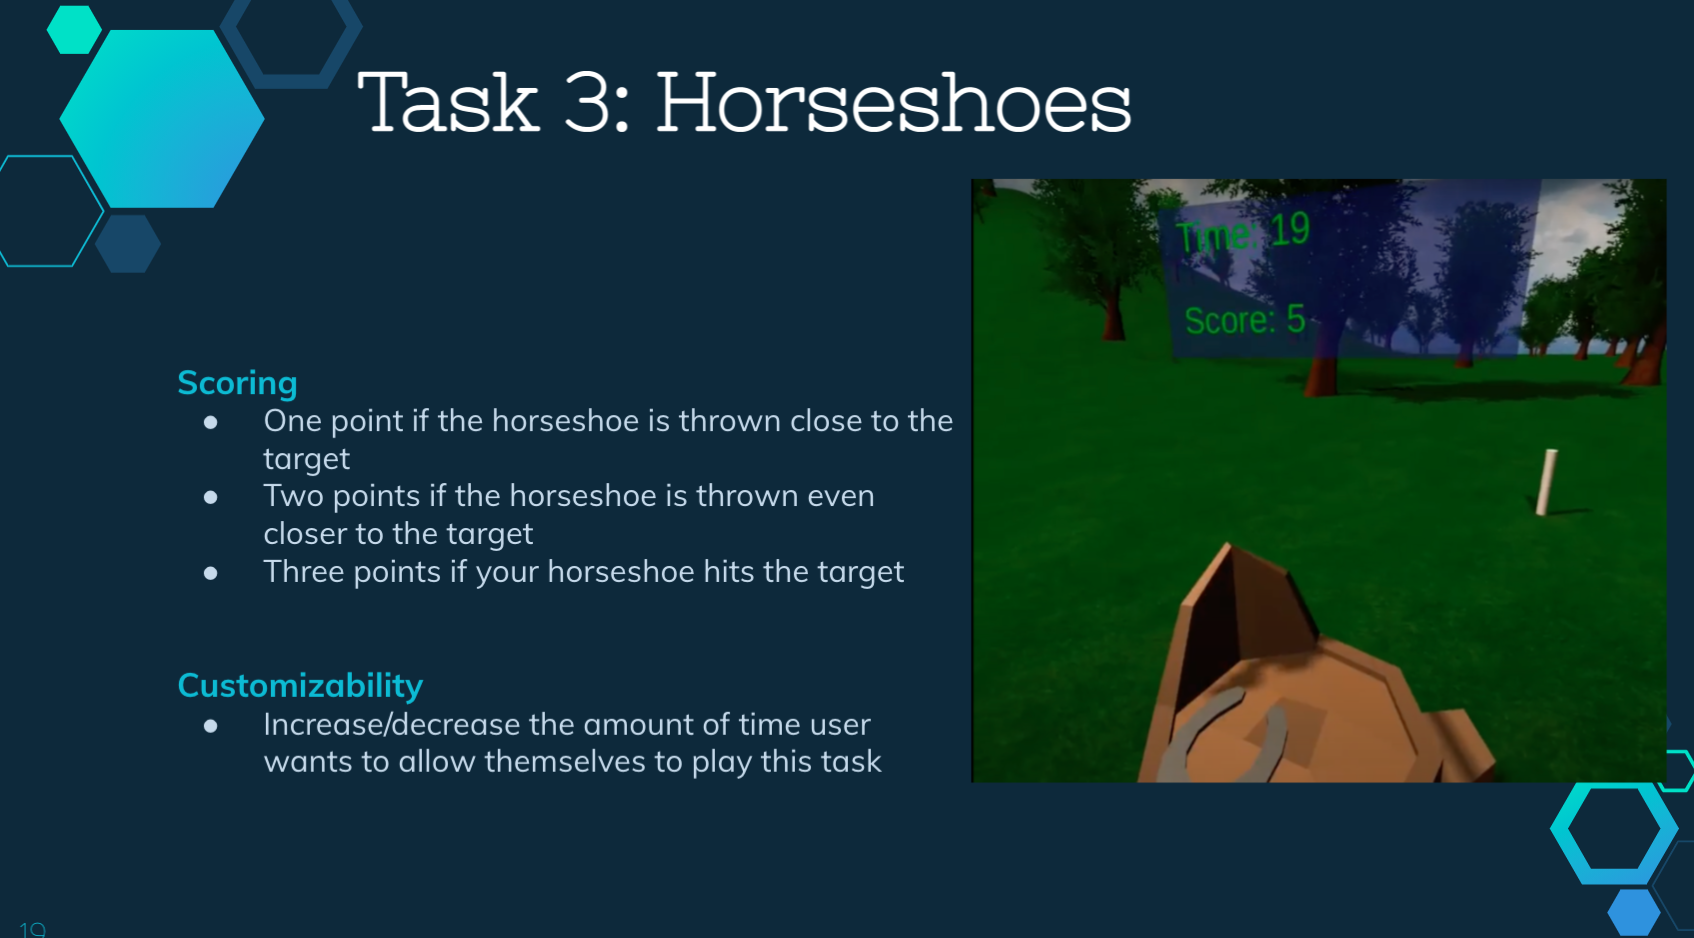 Task 3: Horseshoes
Time: 19
Score: 5
Scoring
● One point if the horseshoe is thrown close to the
target
● Two points if the horseshoe is thrown even
closer to the target
● Three points if your horseshoe hits the target
Customizability
● Increase/decrease the amount of time user
wants to allow themselves to play this task
19